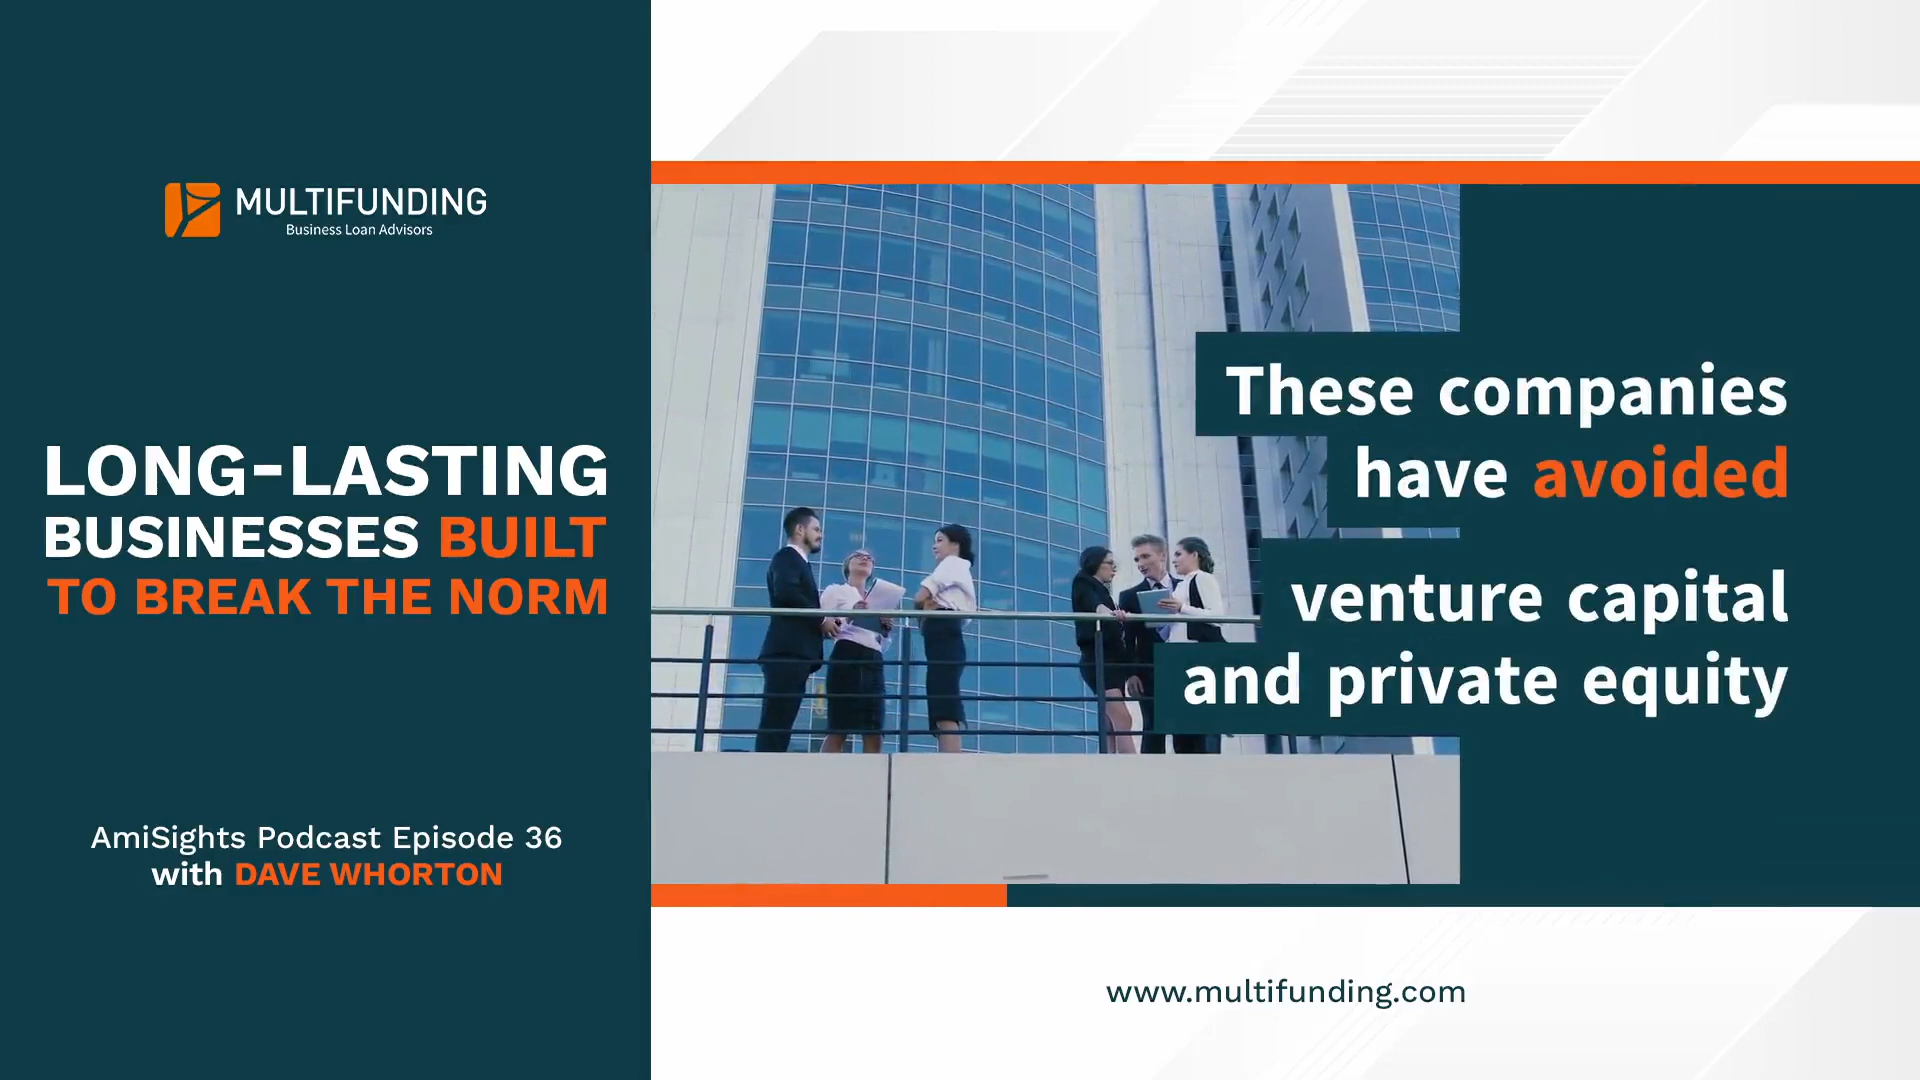 MULTIFUNDING
Business Loan Advisors
LONG-LASTING
BUSINESSES BUILT
TO BREAK THE NORM
AmiSights Podcast Episode 36
with DAVE WHORTON
These companies
have avoided
venture capital
and private equity
www.multifunding.com